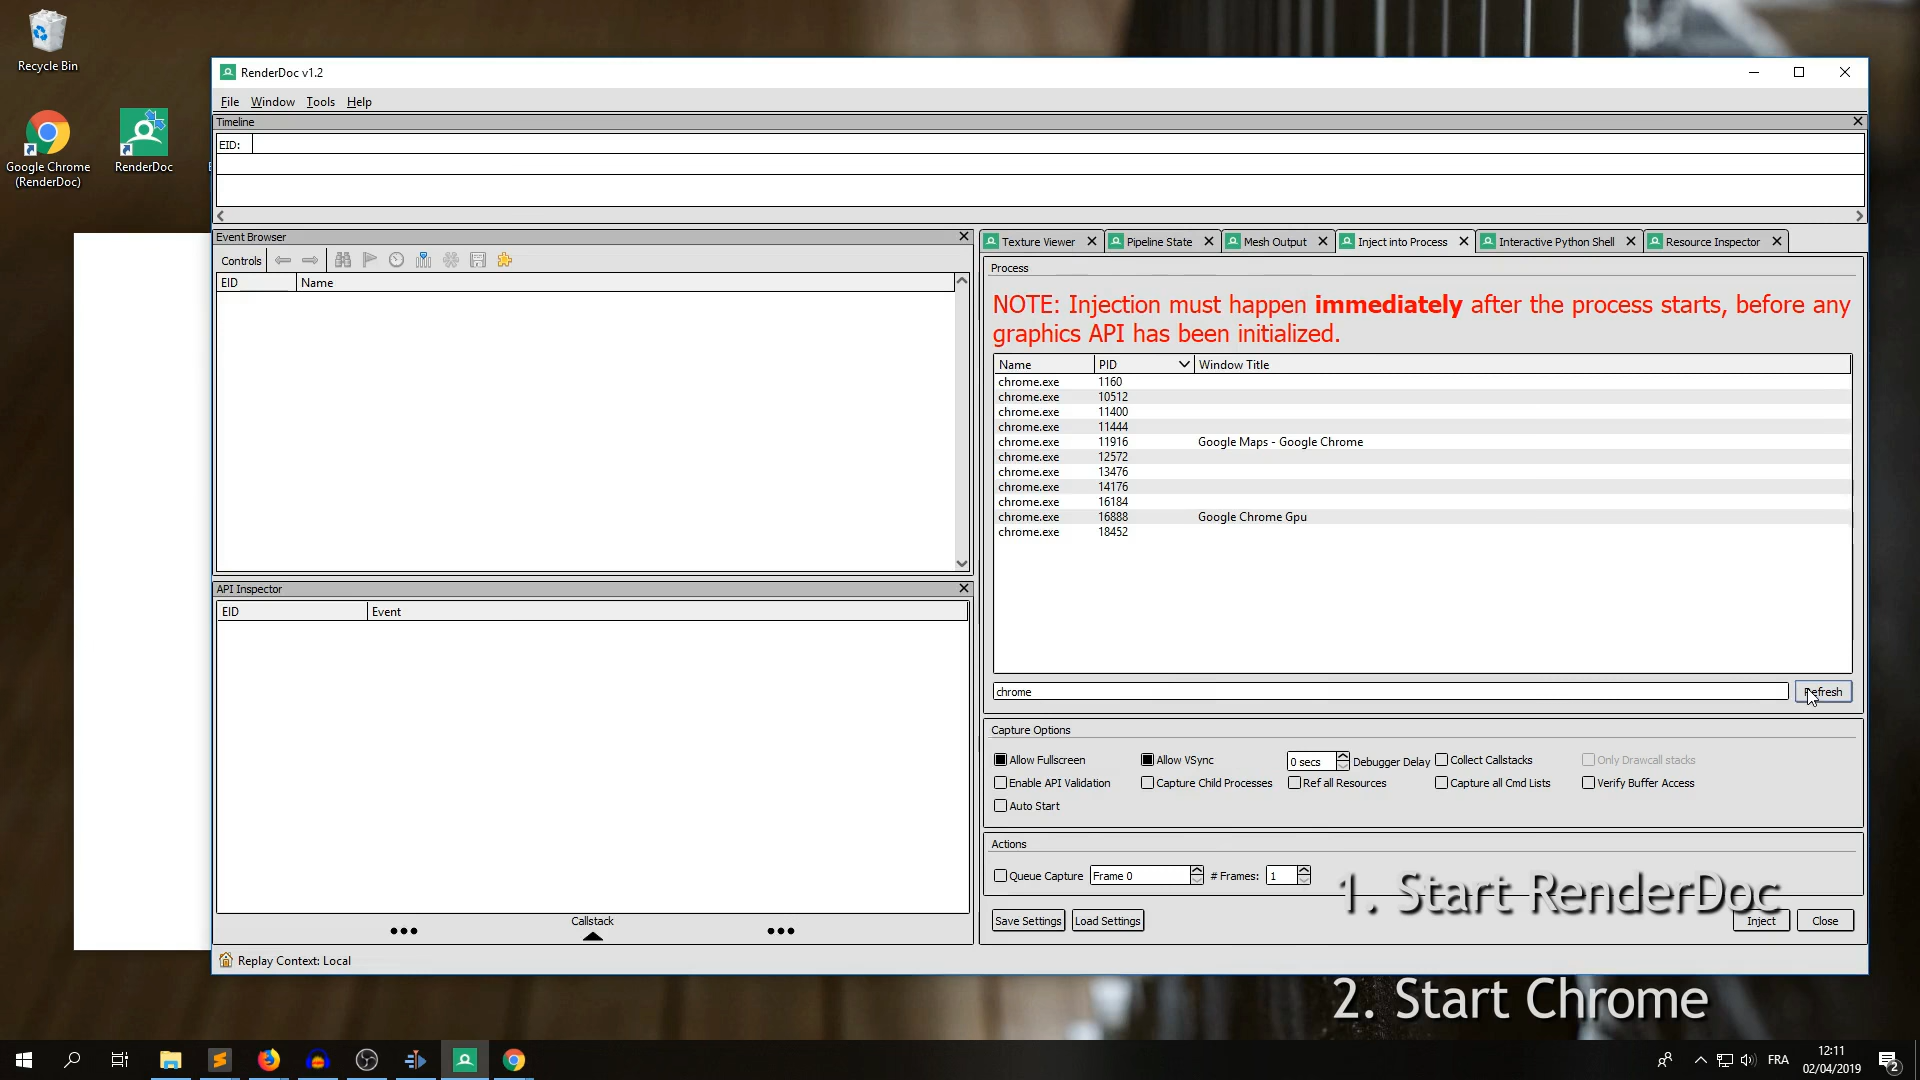 Recycle Bin
Google Chrome
(RenderDoc)
RenderDoc
RenderDoc v1.2
File Window Tools Help
Timeline
EID:
Event Browser
Controls
EID Name
API Inspector
EID Event
Callstack
Replay Context: Local
Texture Viewer Pipeline State Mesh Output Inject into Process Interactive Python Shell Resource Inspector
Process
NOTE: Injection must happen immediately after the process starts, before any
graphics API has been initialized.
Name PID Window Title
chrome.exe 1160
chrome.exe 10512
chrome.exe 11400
chrome.exe 11444
chrome.exe 11916 Google Maps - Google Chrome
chrome.exe 12572
chrome.exe 13476
chrome.exe 14176
chrome.exe 16184
chrome.exe 16888 Google Chrome Gpu
chrome.exe 18452
chrome Refresh
Capture Options
Allow Fullscreen Allow VSync 0 secs Debugger Delay Collect Callstacks Only Drawcall stacks
Enable API Validation Capture Child Processes Ref all Resources Capture all Cmd Lists Verify Buffer Access
Auto Start
Actions
Queue Capture Frame 0 # Frames: 1
1. Start RenderDoc
Save Settings Load Settings Inject Close
2. Start Chrome
FRA
12:11
02/04/2019
2